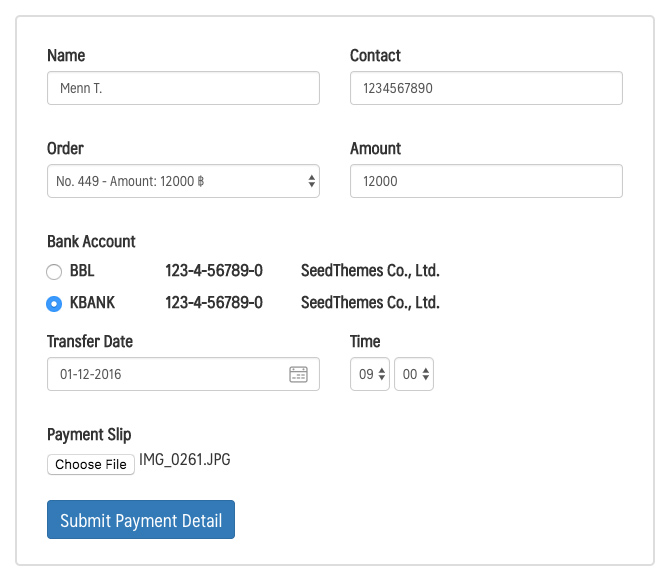 Name Contact
Menn T. 1234567890
Order Amount
No. 449 - Amount: 12000 ฿ 12000
Bank Account
BBL 123-4-56789-0 SeedThemes Co., Ltd.
KBANK 123-4-56789-0 SeedThemes Co., Ltd.
Transfer Date Time
01-12-2016 09 00
Payment Slip
Choose File IMG_0261.JPG
Submit Payment Detail